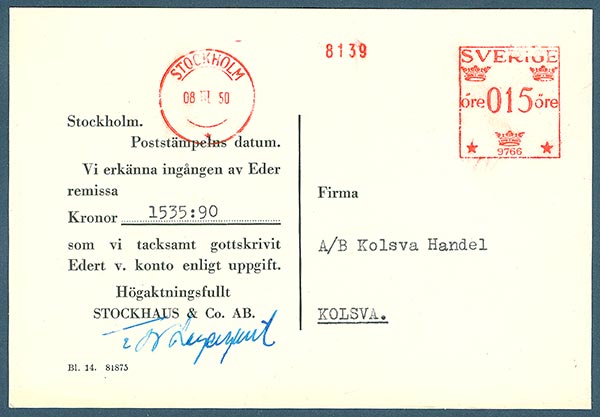 8139
STOCKHOLM
08 III 50
SVERIGE
öre 015 öre
9766
Stockholm.
Poststämpelns datum.
Vi erkänna ingången av Eder
remissa
Kronor 1535:90
som vi tacksamt gottskrivit
Edert v. konto enligt uppgift.
Högaktningsfullt
STOCKHAUS & Co. AB.
Bl. 14. 81875
Firma
A/B Kolsva Handel
KOLSVA.